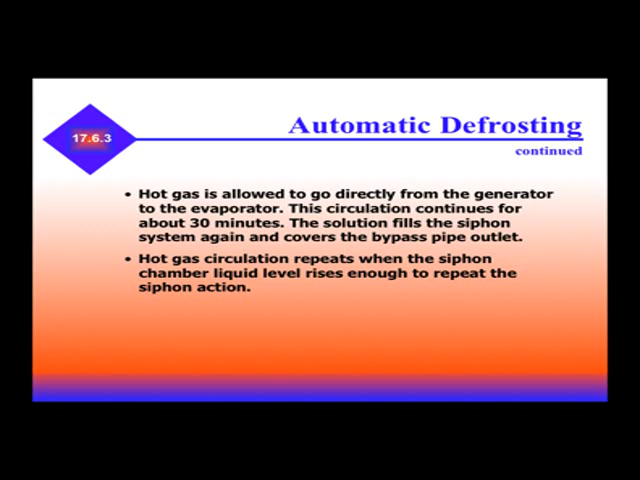 17.6.3
Automatic Defrosting
continued
• Hot gas is allowed to go directly from the generator
to the evaporator. This circulation continues for
about 30 minutes. The solution fills the siphon
system again and covers the bypass pipe outlet.
• Hot gas circulation repeats when the siphon
chamber liquid level rises enough to repeat the
siphon action.